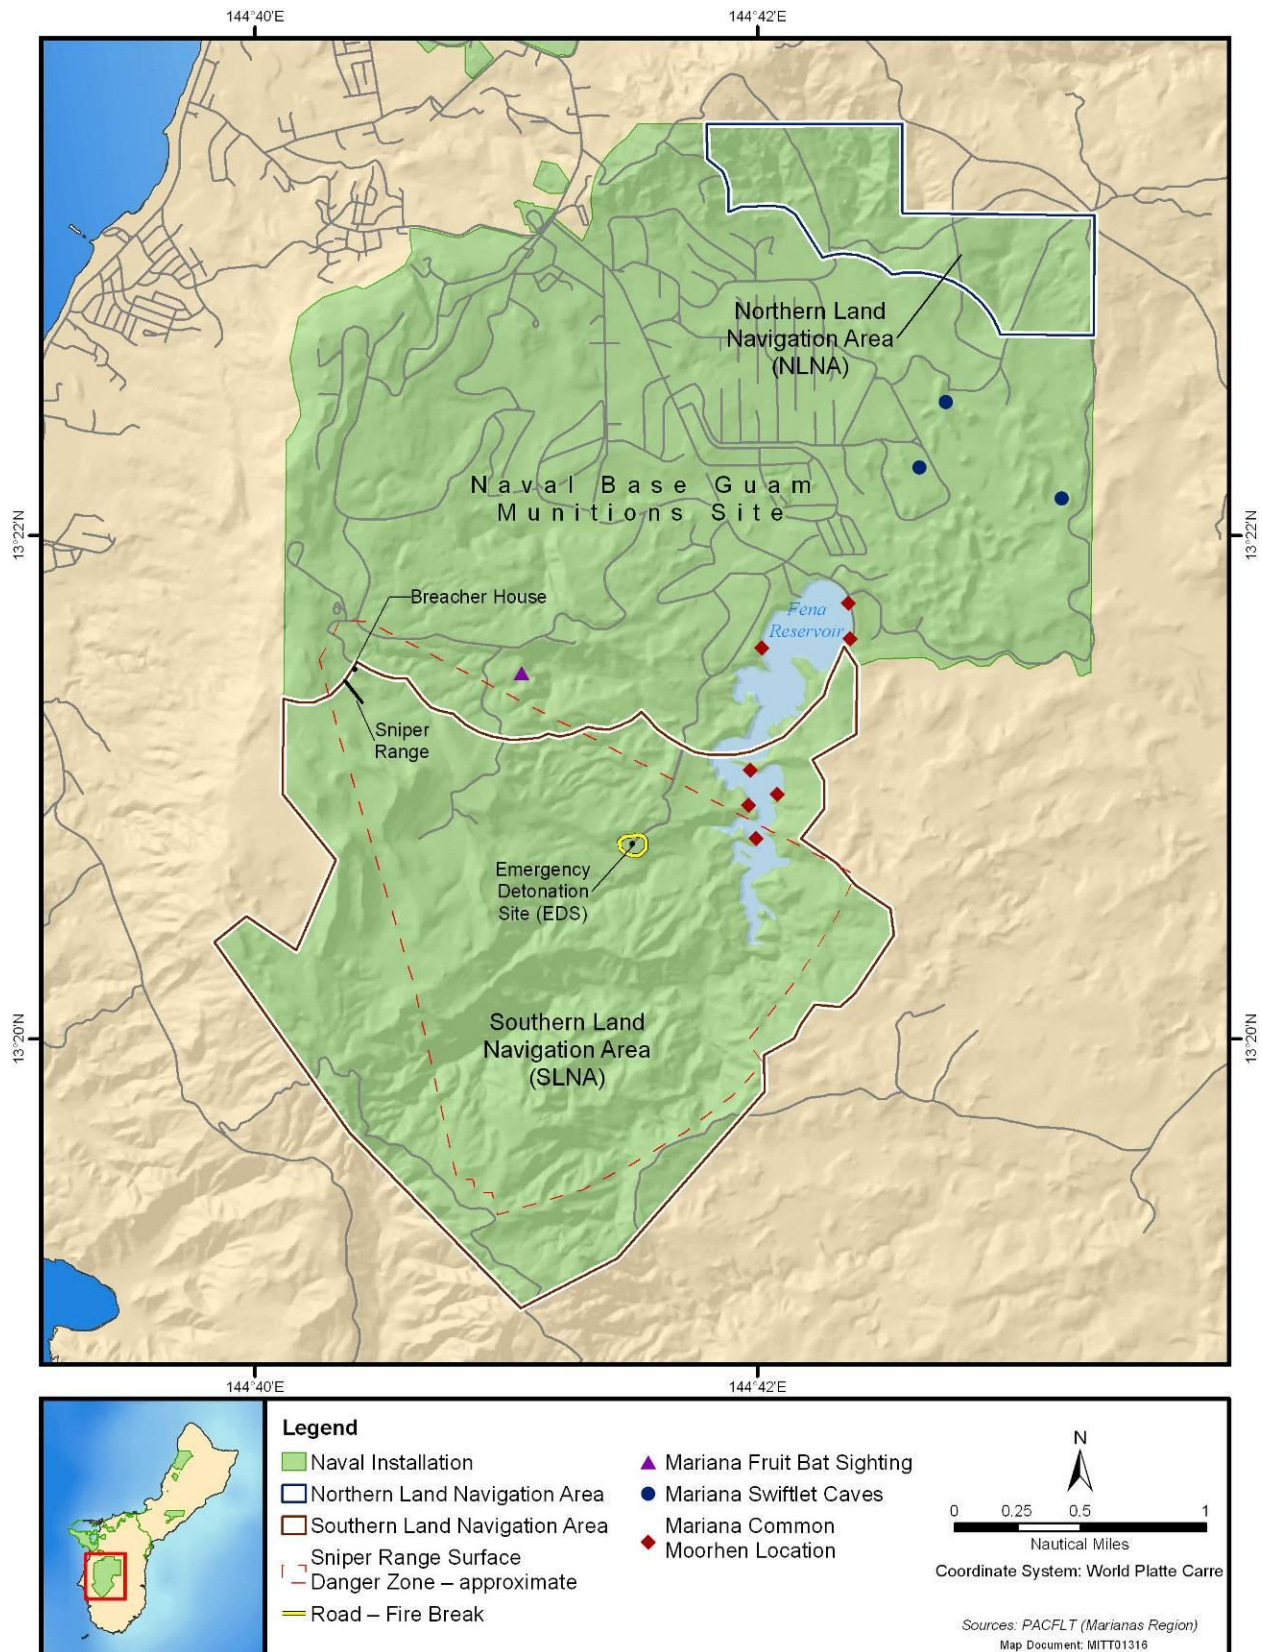 144°40'E
144°42'E
Northern Land
Navigation Area
(NLNA)
Naval Base Guam
Munitions Site
13°22'N
13°22'N
Breacher House
Fena
Reservoir
Sniper
Range
Emergency
Detonation
Site (EDS)
Southern Land
Navigation Area
(SLNA)
13°20'N
13°20'N
144°40'E
144°42'E
Legend
Naval Installation
Northern Land Navigation Area
Southern Land Navigation Area
Sniper Range Surface
Danger Zone – approximate
Road – Fire Break
Mariana Fruit Bat Sighting
Mariana Swiftlet Caves
Mariana Common
Moorhen Location
N
0 0.25 0.5 1
Nautical Miles
Coordinate System: World Platte Carre
Sources: PACFLT (Marianas Region)
Map Document: MITT01316